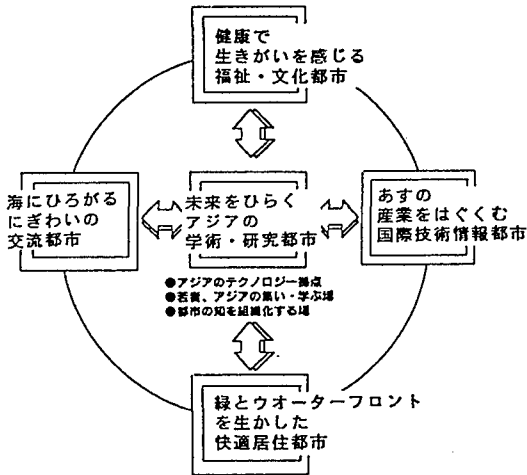 健康で
生きがいを感じる
福祉・文化都市
海にひろがる
にぎわいの
交流都市
未来をひらく
アジアの
学術・研究都市
あすの
産業をはぐくむ
国際技術情報都市
●アジアのテクノロジー拠点
●若者、アジアの集い・学ぶ場
●都市の知を組織化する場
緑とウオーターフロント
を生かした
快適居住都市